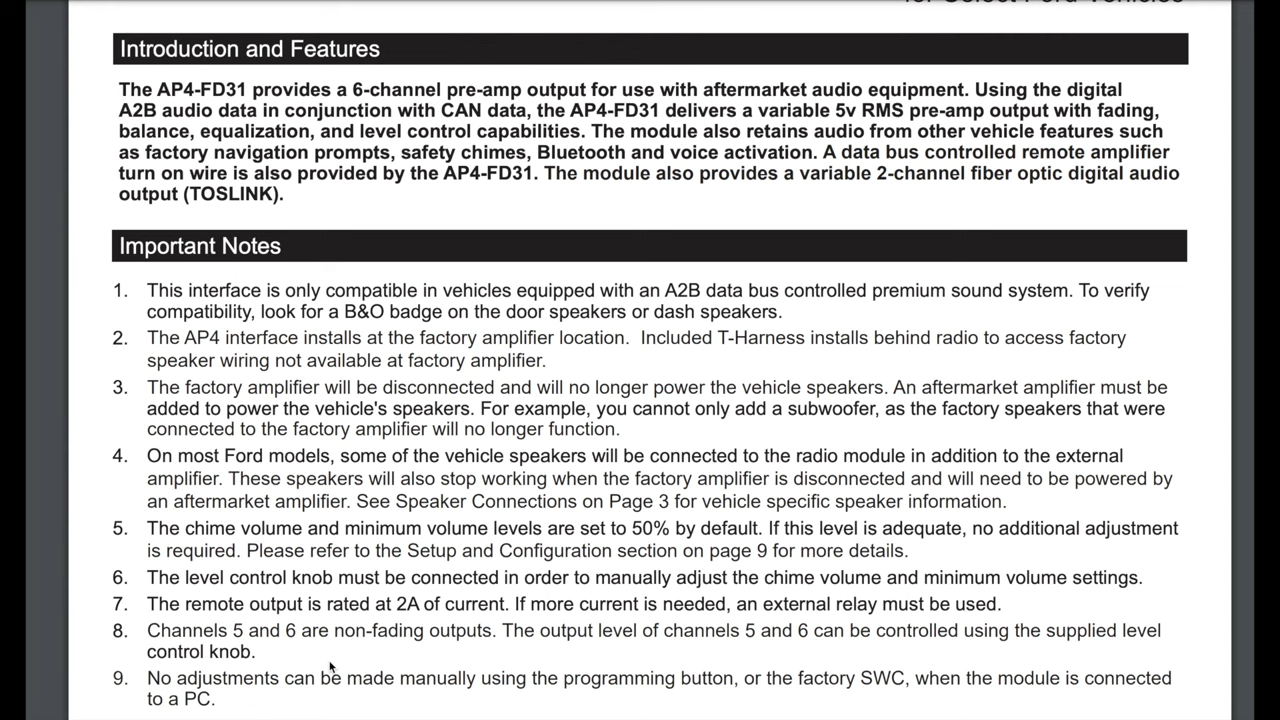 for Select Ford Vehicles
Introduction and Features
The AP4-FD31 provides a 6-channel pre-amp output for use with aftermarket audio equipment. Using the digital
A2B audio data in conjunction with CAN data, the AP4-FD31 delivers a variable 5v RMS pre-amp output with fading,
balance, equalization, and level control capabilities. The module also retains audio from other vehicle features such
as factory navigation prompts, safety chimes, Bluetooth and voice activation. A data bus controlled remote amplifier
turn on wire is also provided by the AP4-FD31. The module also provides a variable 2-channel fiber optic digital audio
output (TOSLINK).
Important Notes
1. This interface is only compatible in vehicles equipped with an A2B data bus controlled premium sound system. To verify
compatibility, look for a B&O badge on the door speakers or dash speakers.
2. The AP4 interface installs at the factory amplifier location. Included T-Harness installs behind radio to access factory
speaker wiring not available at factory amplifier.
3. The factory amplifier will be disconnected and will no longer power the vehicle speakers. An aftermarket amplifier must be
added to power the vehicle's speakers. For example, you cannot only add a subwoofer, as the factory speakers that were
connected to the factory amplifier will no longer function.
4. On most Ford models, some of the vehicle speakers will be connected to the radio module in addition to the external
amplifier. These speakers will also stop working when the factory amplifier is disconnected and will need to be powered by
an aftermarket amplifier. See Speaker Connections on Page 3 for vehicle specific speaker information.
5. The chime volume and minimum volume levels are set to 50% by default. If this level is adequate, no additional adjustment
is required. Please refer to the Setup and Configuration section on page 9 for more details.
6. The level control knob must be connected in order to manually adjust the chime volume and minimum volume settings.
7. The remote output is rated at 2A of current. If more current is needed, an external relay must be used.
8. Channels 5 and 6 are non-fading outputs. The output level of channels 5 and 6 can be controlled using the supplied level
control knob.
9. No adjustments can be made manually using the programming button, or the factory SWC, when the module is connected
to a PC.